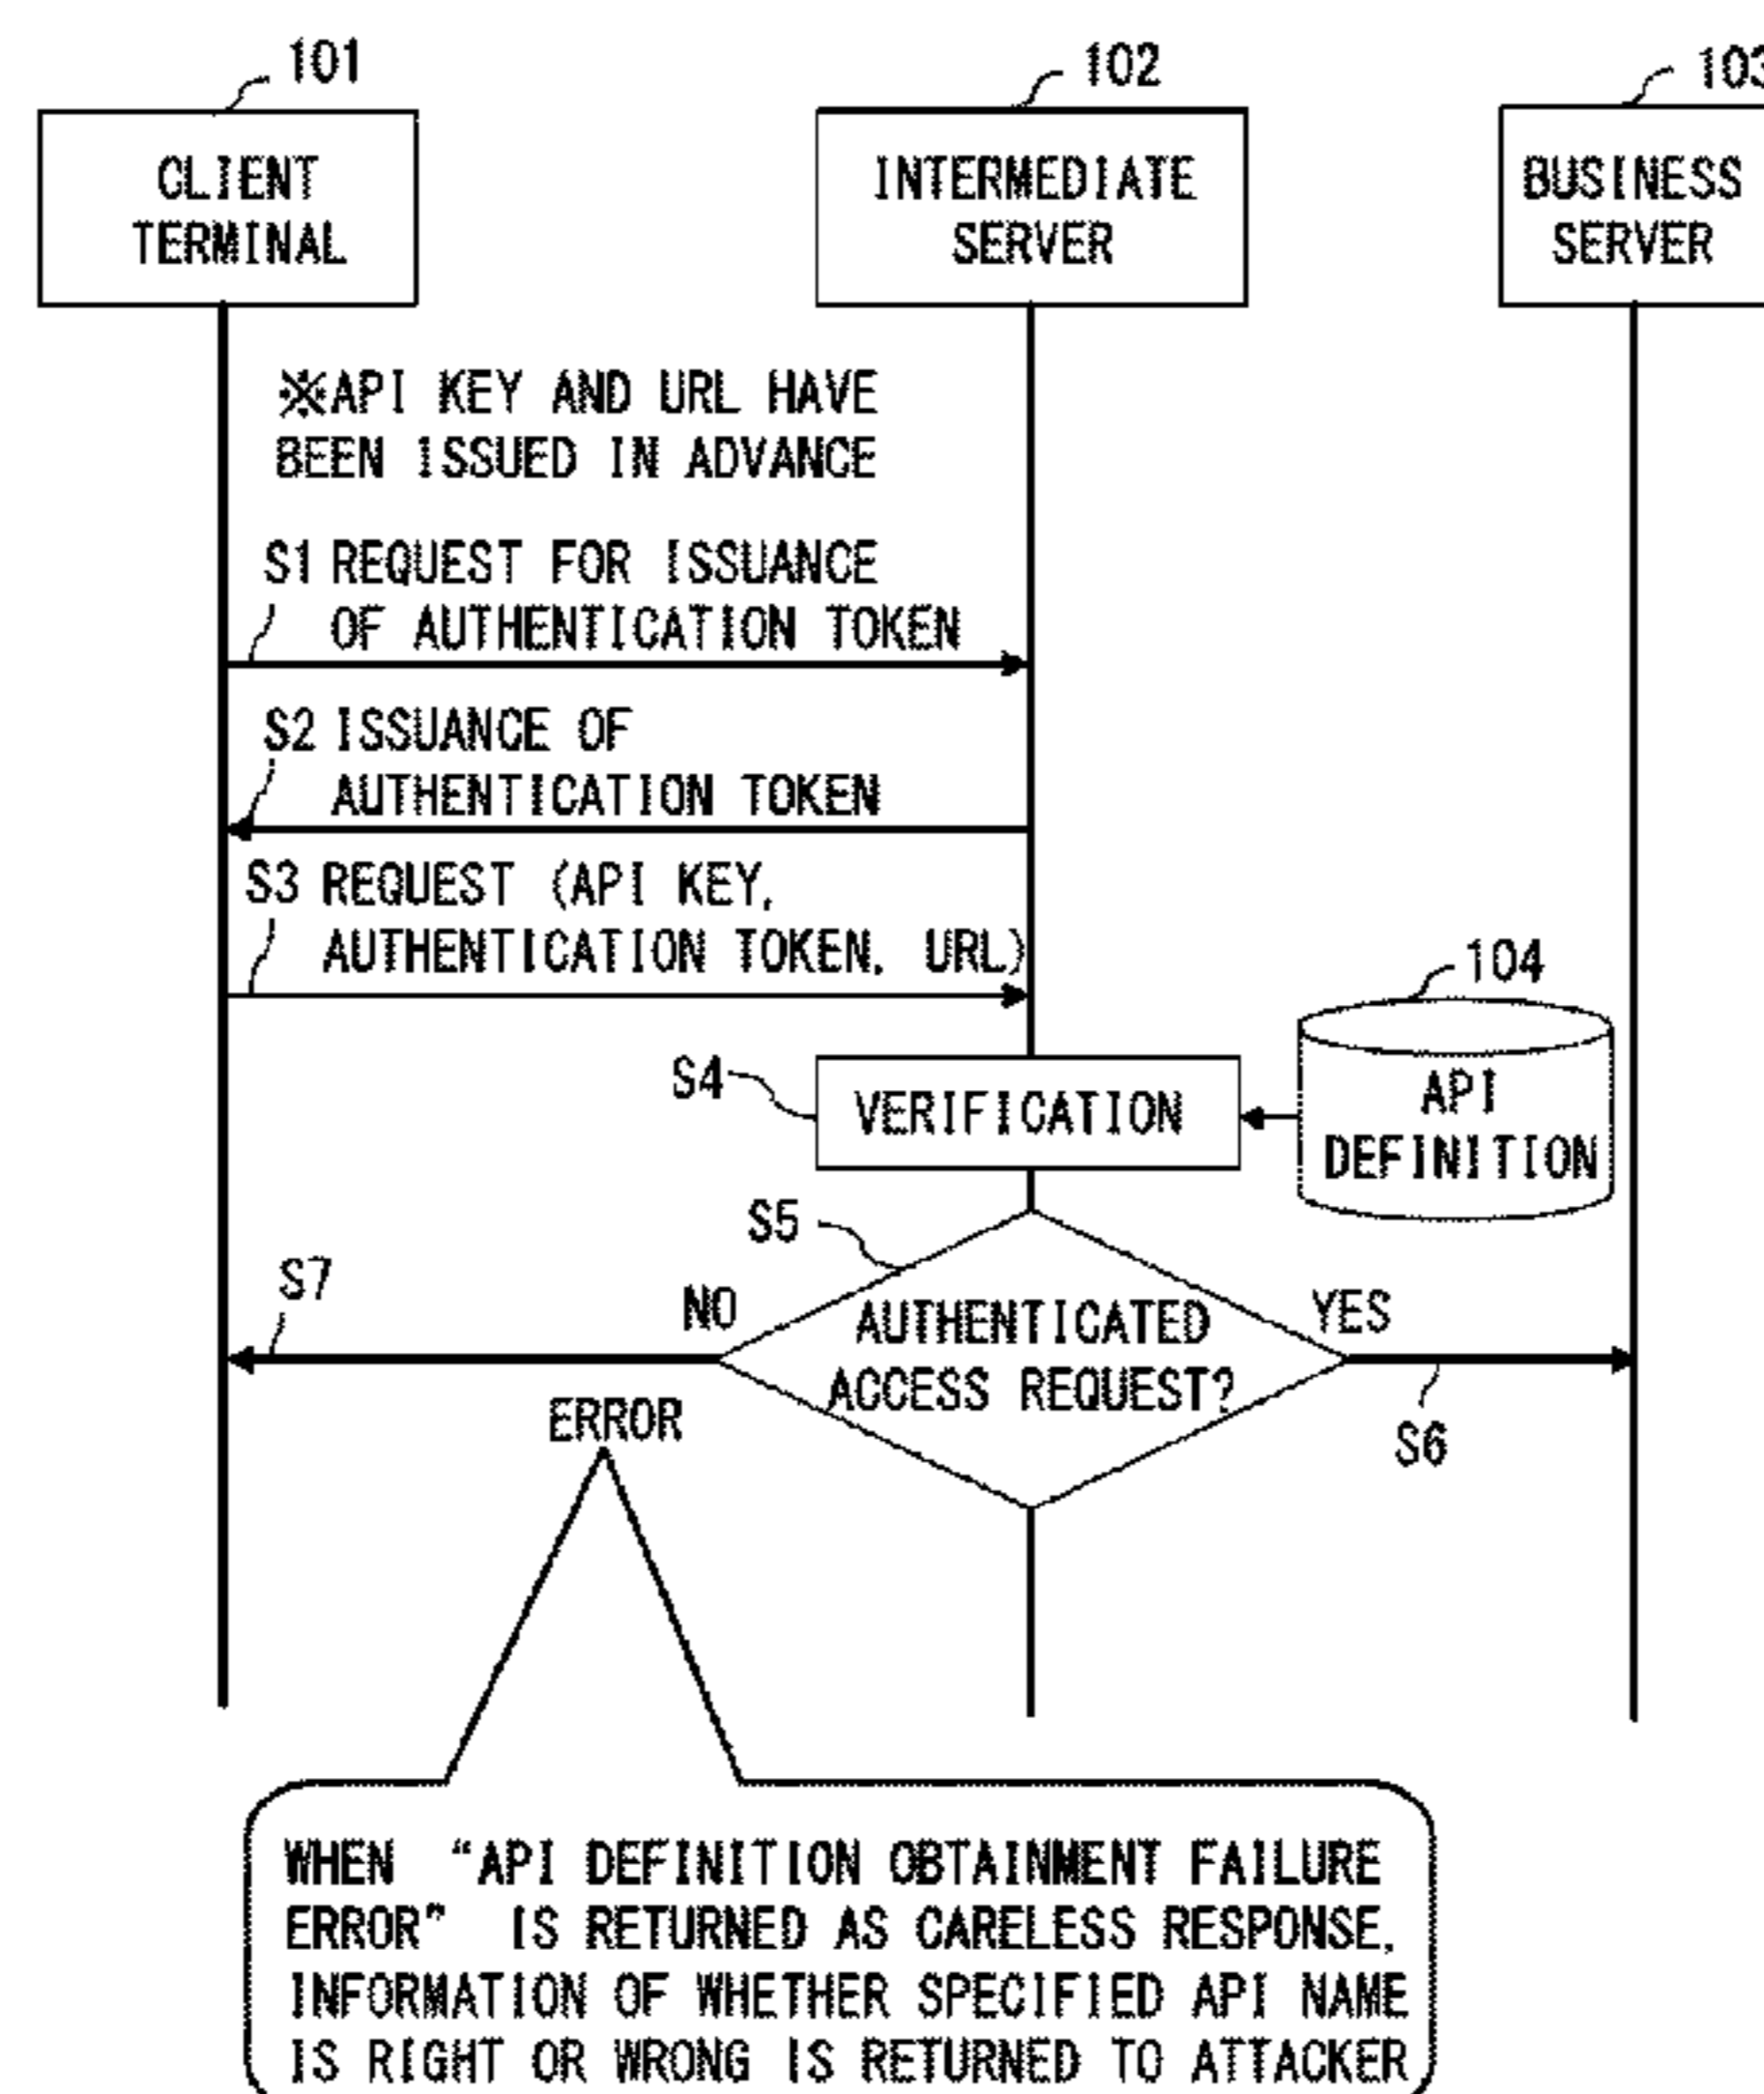 101
102
103
CLIENT
TERMINAL
INTERMEDIATE
SERVER
BUSINESS
SERVER
※API KEY AND URL HAVE
BEEN ISSUED IN ADVANCE
S1 REQUEST FOR ISSUANCE
OF AUTHENTICATION TOKEN
S2 ISSUANCE OF
AUTHENTICATION TOKEN
S3 REQUEST (API KEY,
AUTHENTICATION TOKEN, URL)
104
S4
VERIFICATION
API
DEFINITION
S5
S7
NO
YES
AUTHENTICATED
ACCESS REQUEST?
ERROR
S6
WHEN “API DEFINITION OBTAINMENT FAILURE
ERROR” IS RETURNED AS CARELESS RESPONSE,
INFORMATION OF WHETHER SPECIFIED API NAME
IS RIGHT OR WRONG IS RETURNED TO ATTACKER